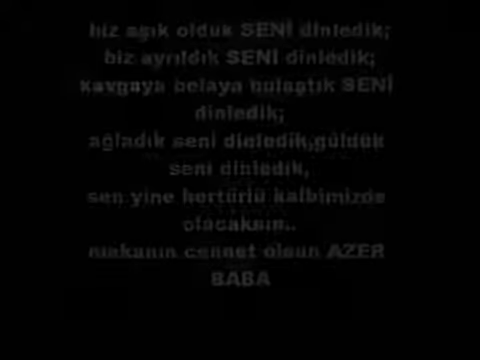 biz aşık olduk SENİ dinledik;
biz ayrıldık SENİ dinledik;
kavgaya belaya bulaştık SENİ
dinledik;
ağladık seni dinledik,güldük
seni dinledik,
sen yine hertürlü kalbimizde
olacaksın..
mekanın cennet olsun AZER
BABA